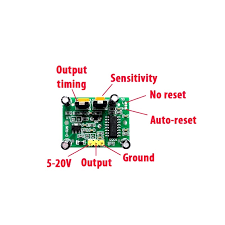 Output
timing
Sensitivity
No reset
Auto-reset
5-20V
Output
Ground